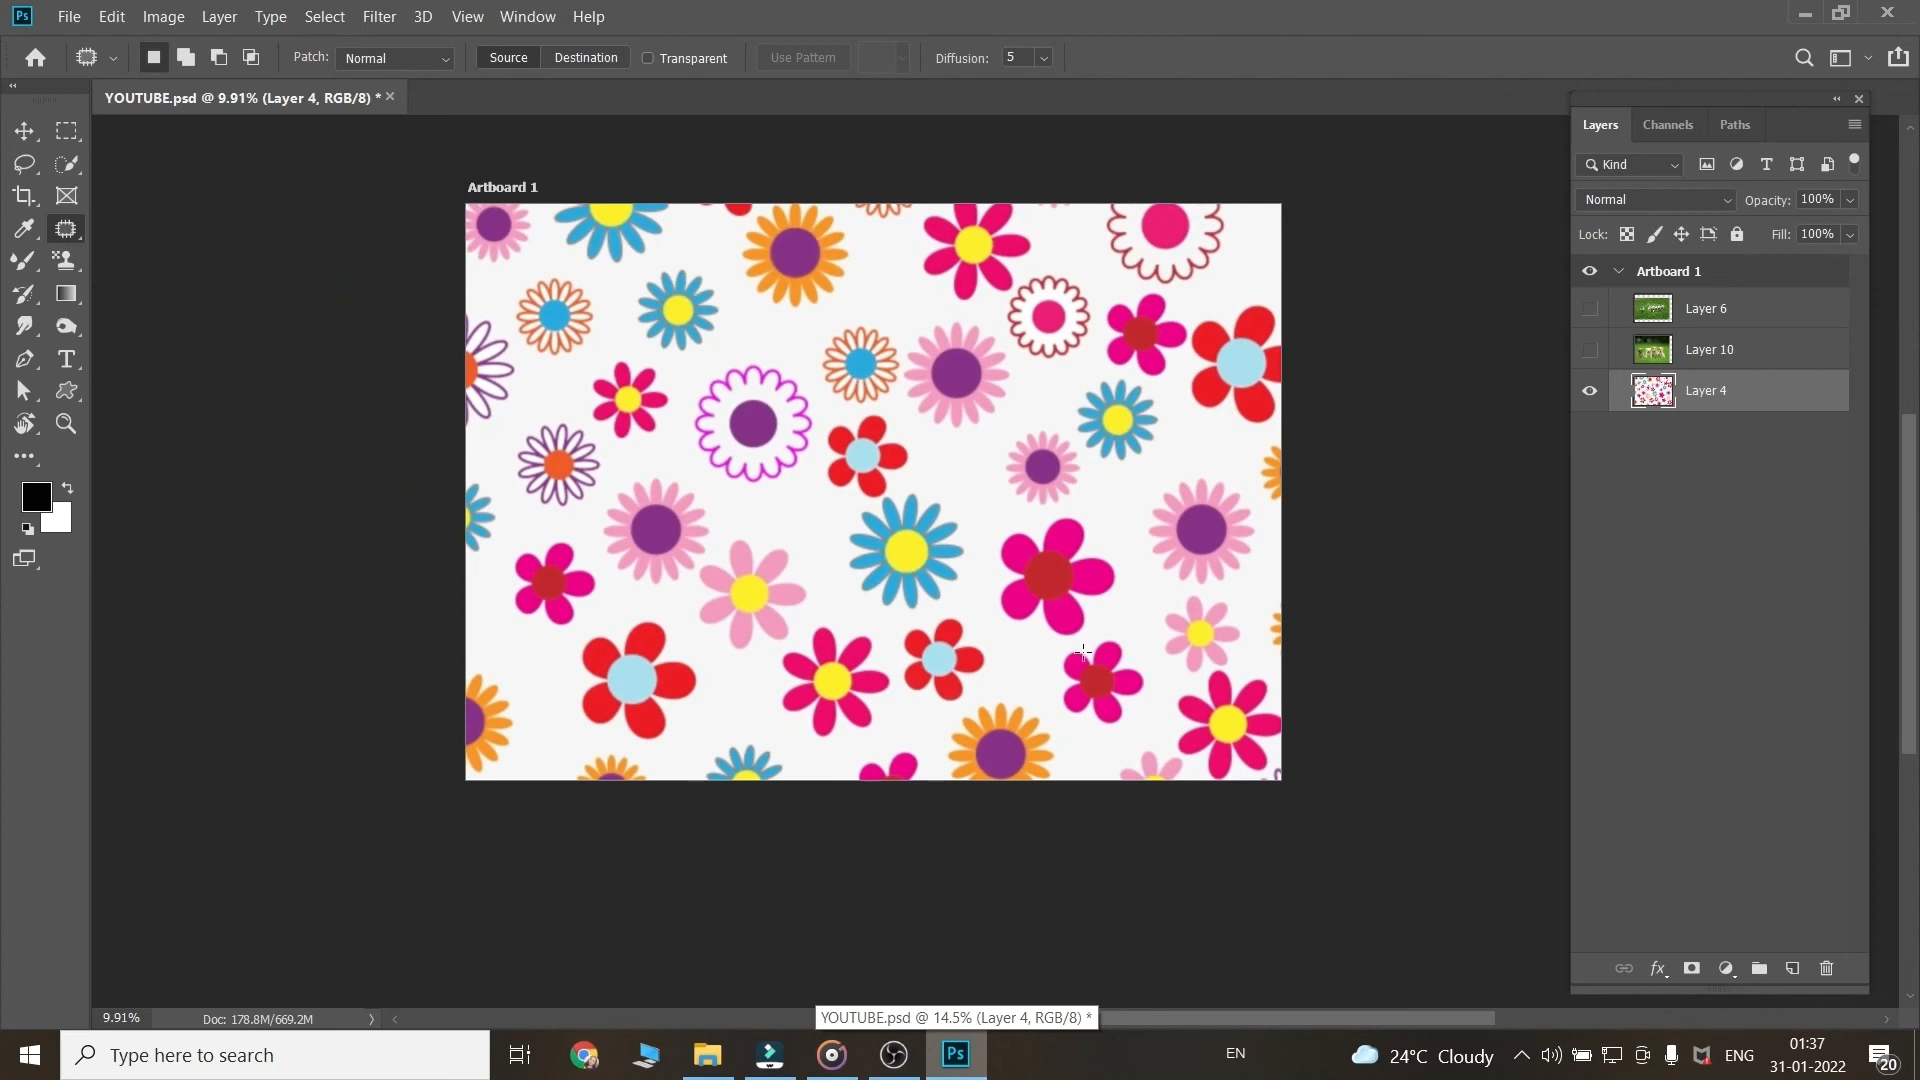 Ps File Edit Image Layer Type Select Filter 3D View Window Help
Patch: Normal Source Destination Transparent Use Pattern Diffusion: 5
YOUTUBE.psd @ 9.91% (Layer 4, RGB/8) *
Layers Channels Paths
Kind
Normal Opacity: 100%
Lock: Fill: 100%
Artboard 1
Artboard 1
Layer 6
Layer 10
Layer 4
fx
9.91% Doc: 178.8M/669.2M
YOUTUBE.psd @ 14.5% (Layer 4, RGB/8) *
Type here to search
Ps
EN
24°C Cloudy
ENG
01:37
31-01-2022
20